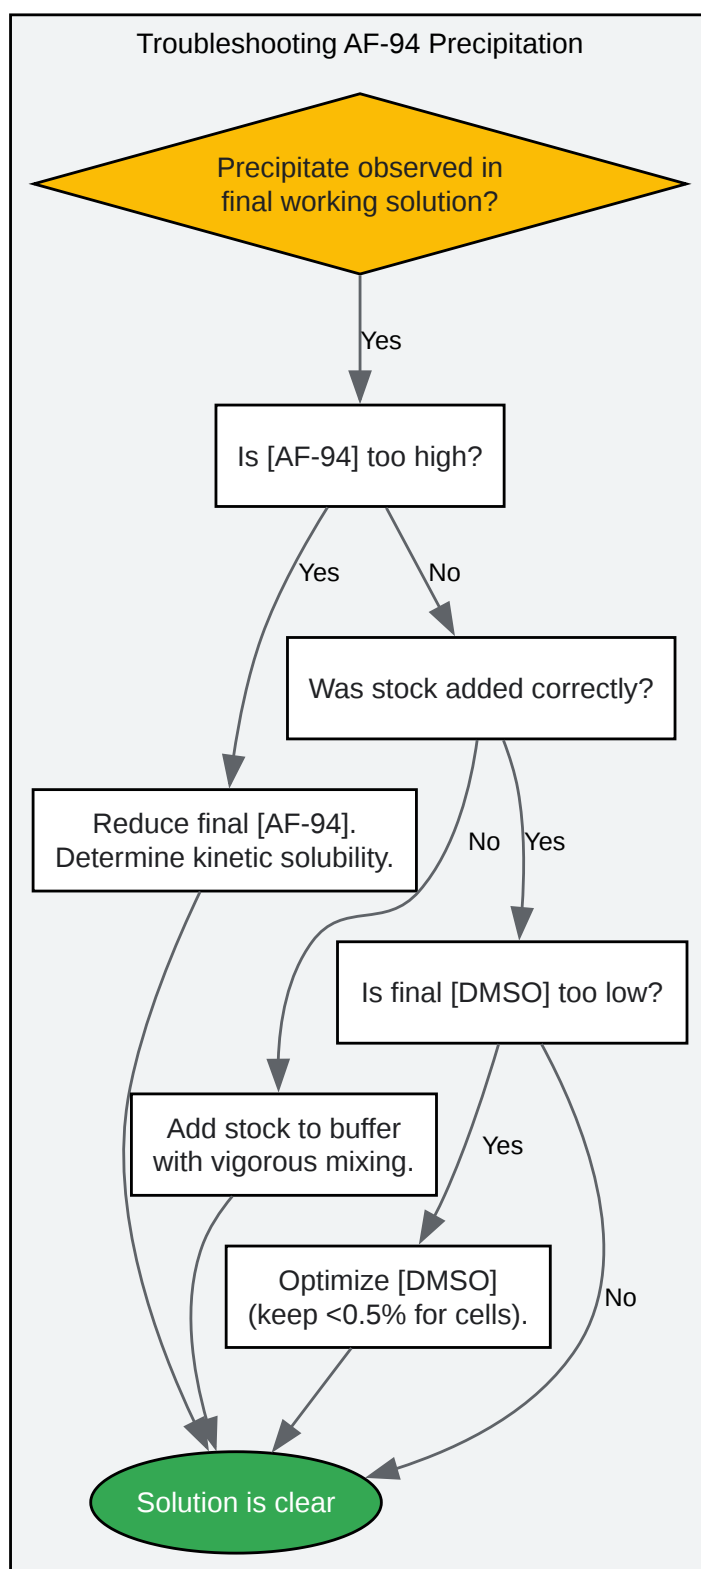 Troubleshooting AF-94 Precipitation
Precipitate observed in
final working solution?
Yes
Is [AF-94] too high?
Yes
No
Was stock added correctly?
Reduce final [AF-94].
Determine kinetic solubility.
No
Yes
Is final [DMSO] too low?
Add stock to buffer
with vigorous mixing.
Yes
Optimize [DMSO]
(keep <0.5% for cells).
No
Solution is clear